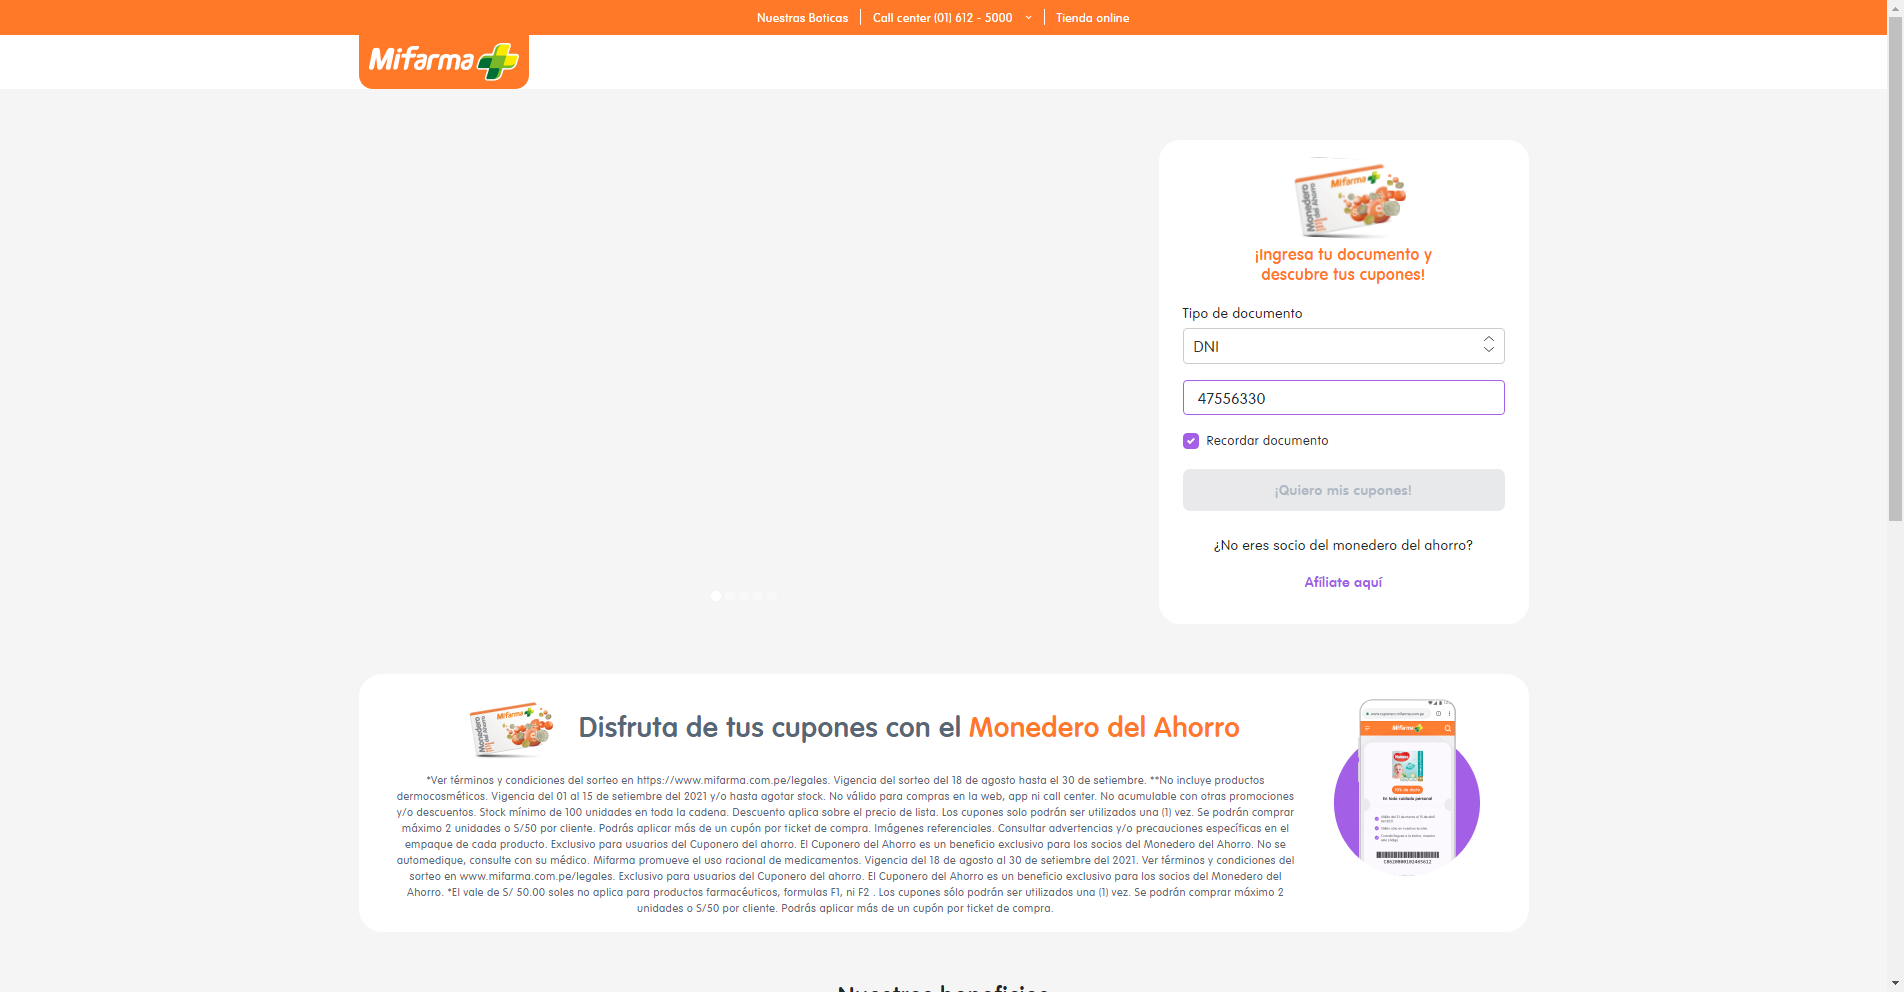 Nuestras Boticas
Call center (01) 612 - 5000
Tienda online
Mifarma
Monedero del Ahorro
Mifarma
¡Ingresa tu documento y
descubre tus cupones!
Tipo de documento
DNI
47556330
Recordar documento
¡Quiero mis cupones!
¿No eres socio del monedero del ahorro?
Afíliate aquí
Monedero del Ahorro
Mifarma
Disfruta de tus cupones con el Monedero del Ahorro
*Ver términos y condiciones del sorteo en https://www.mifarma.com.pe/legales. Vigencia del sorteo del 18 de agosto hasta el 30 de setiembre. **No incluye productos
dermocosméticos. Vigencia del 01 al 15 de setiembre del 2021 y/o hasta agotar stock. No válido para compras en la web, app ni call center. No acumulable con otras promociones
y/o descuentos. Stock mínimo de 100 unidades en toda la cadena. Descuento aplica sobre el precio de lista. Los cupones solo podrán ser utilizados una (1) vez. Se podrán comprar
máximo 2 unidades o S/50 por cliente. Podrás aplicar más de un cupón por ticket de compra. Imágenes referenciales. Consultar advertencias y/o precauciones específicas en el
empaque de cada producto. Exclusivo para usuarios del Cuponero del ahorro. El Cuponero del Ahorro es un beneficio exclusivo para los socios del Monedero del Ahorro. No se
automedique, consulte con su médico. Mifarma promueve el uso racional de medicamentos. Vigencia del 18 de agosto al 30 de setiembre del 2021. Ver términos y condiciones del
sorteo en www.mifarma.com.pe/legales. Exclusivo para usuarios del Cuponero del ahorro. El Cuponero del Ahorro es un beneficio exclusivo para los socios del Monedero del
Ahorro. *El vale de S/ 50.00 soles no aplica para productos farmacéuticos, formulas F1, ni F2 . Los cupones sólo podrán ser utilizados una (1) vez. Se podrán comprar máximo 2
unidades o S/50 por cliente. Podrás aplicar más de un cupón por ticket de compra.
Mifarma
En todo cuidado personal
Nuestros beneficios